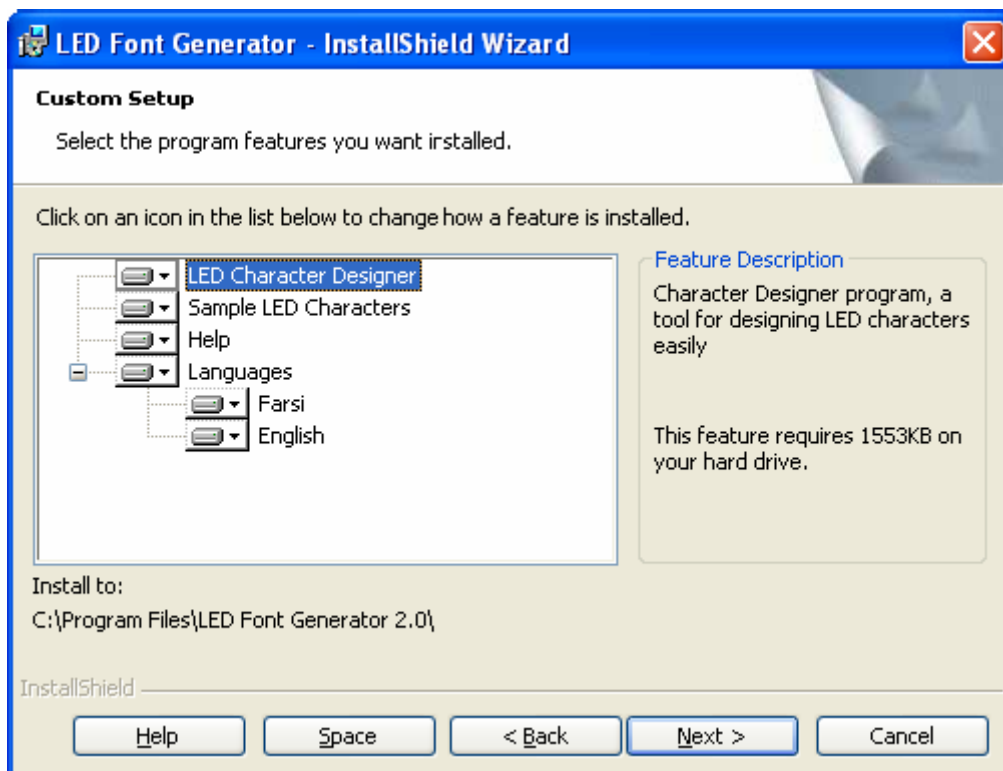 LED Font Generator - InstallShield Wizard
Custom Setup
Select the program features you want installed.
Click on an icon in the list below to change how a feature is installed.
LED Character Designer
Sample LED Characters
Help
Languages
Farsi
English
Feature Description
Character Designer program, a
tool for designing LED characters
easily
This feature requires 1553KB on
your hard drive.
Install to:
C:\Program Files\LED Font Generator 2.0\
InstallShield
Help
Space
< Back
Next >
Cancel